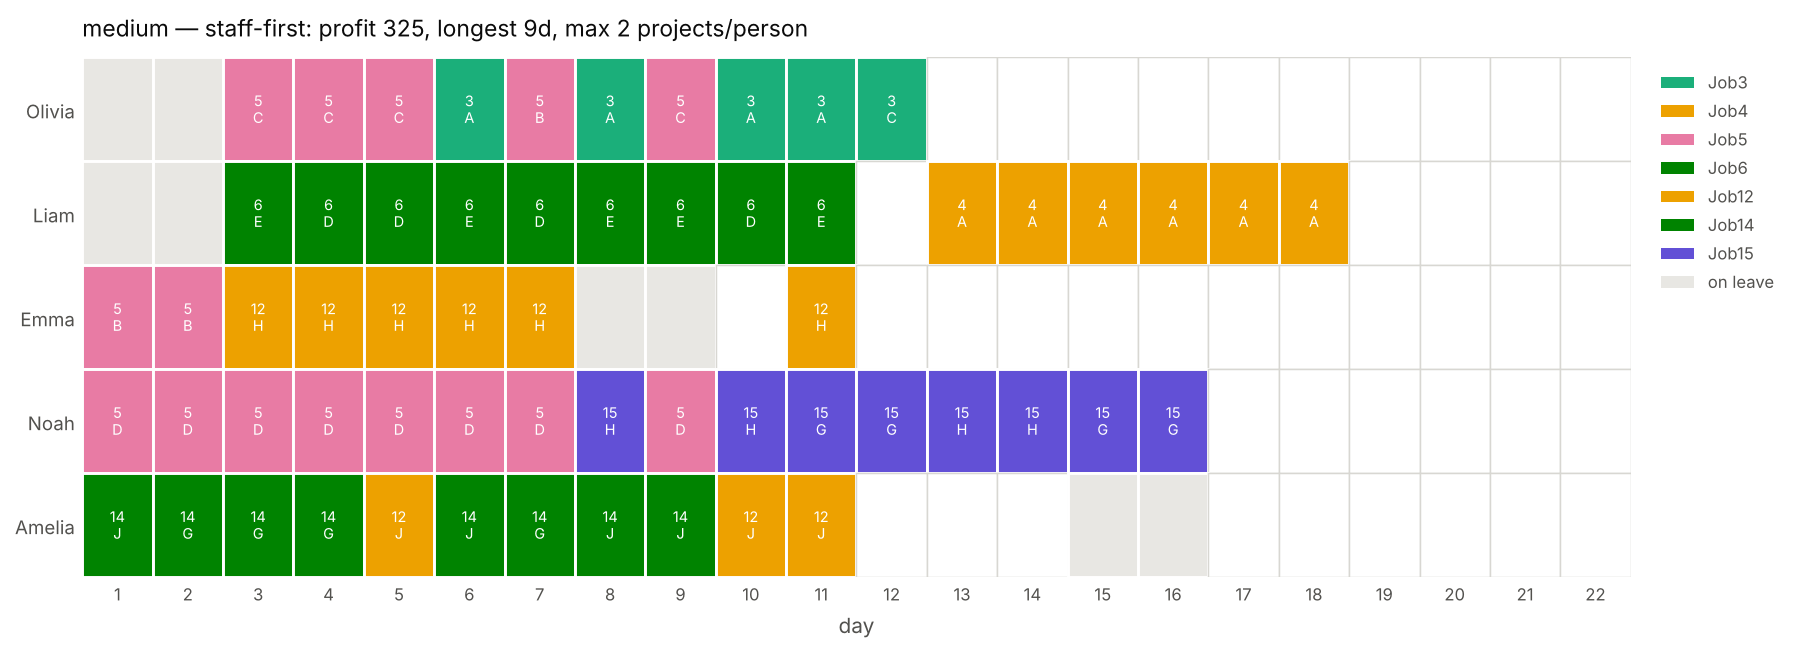 medium — staff-first: profit 325, longest 9d, max 2 projects/person
Olivia
5 5 5 3 5 3 5 3 3 3
C C C A B A C A A C
Liam
6 6 6 6 6 6 6 6 6 4 4 4 4 4 4
E D D E D E E D E A A A A A A
Emma
5 5 12 12 12 12 12 12
B B H H H H H H
Noah
5 5 5 5 5 5 5 15 5 15 15 15 15 15 15 15
D D D D D D D H D H G G H H G G
Amelia
14 14 14 14 12 14 14 14 14 12 12
J G G G J J G J J J J
1 2 3 4 5 6 7 8 9 10 11 12 13 14 15 16 17 18 19 20 21 22
day
Job3
Job4
Job5
Job6
Job12
Job14
Job15
on leave